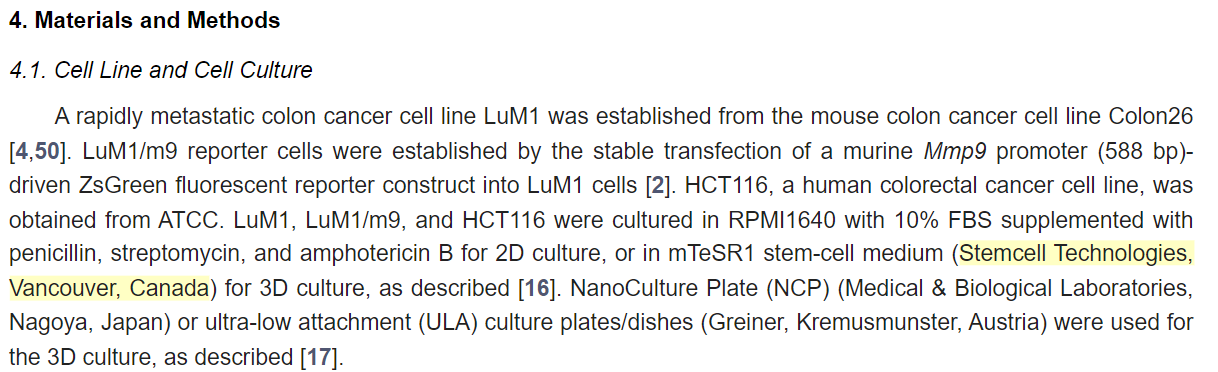 4. Materials and Methods
4.1. Cell Line and Cell Culture
A rapidly metastatic colon cancer cell line LuM1 was established from the mouse colon cancer cell line Colon26
[4,50]. LuM1/m9 reporter cells were established by the stable transfection of a murine Mmp9 promoter (588 bp)-
driven ZsGreen fluorescent reporter construct into LuM1 cells [2]. HCT116, a human colorectal cancer cell line, was
obtained from ATCC. LuM1, LuM1/m9, and HCT116 were cultured in RPMI1640 with 10% FBS supplemented with
penicillin, streptomycin, and amphotericin B for 2D culture, or in mTeSR1 stem-cell medium (Stemcell Technologies,
Vancouver, Canada) for 3D culture, as described [16]. NanoCulture Plate (NCP) (Medical & Biological Laboratories,
Nagoya, Japan) or ultra-low attachment (ULA) culture plates/dishes (Greiner, Kremusmunster, Austria) were used for
the 3D culture, as described [17].